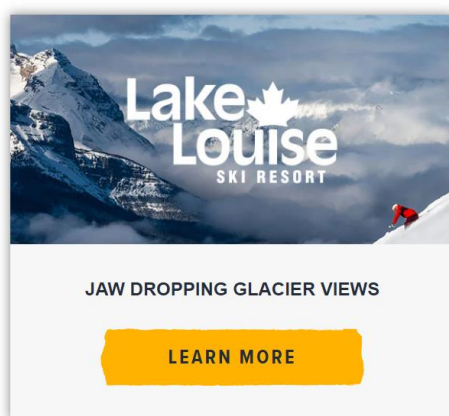 Lake
Louise
SKI RESORT
JAW DROPPING GLACIER VIEWS
LEARN MORE